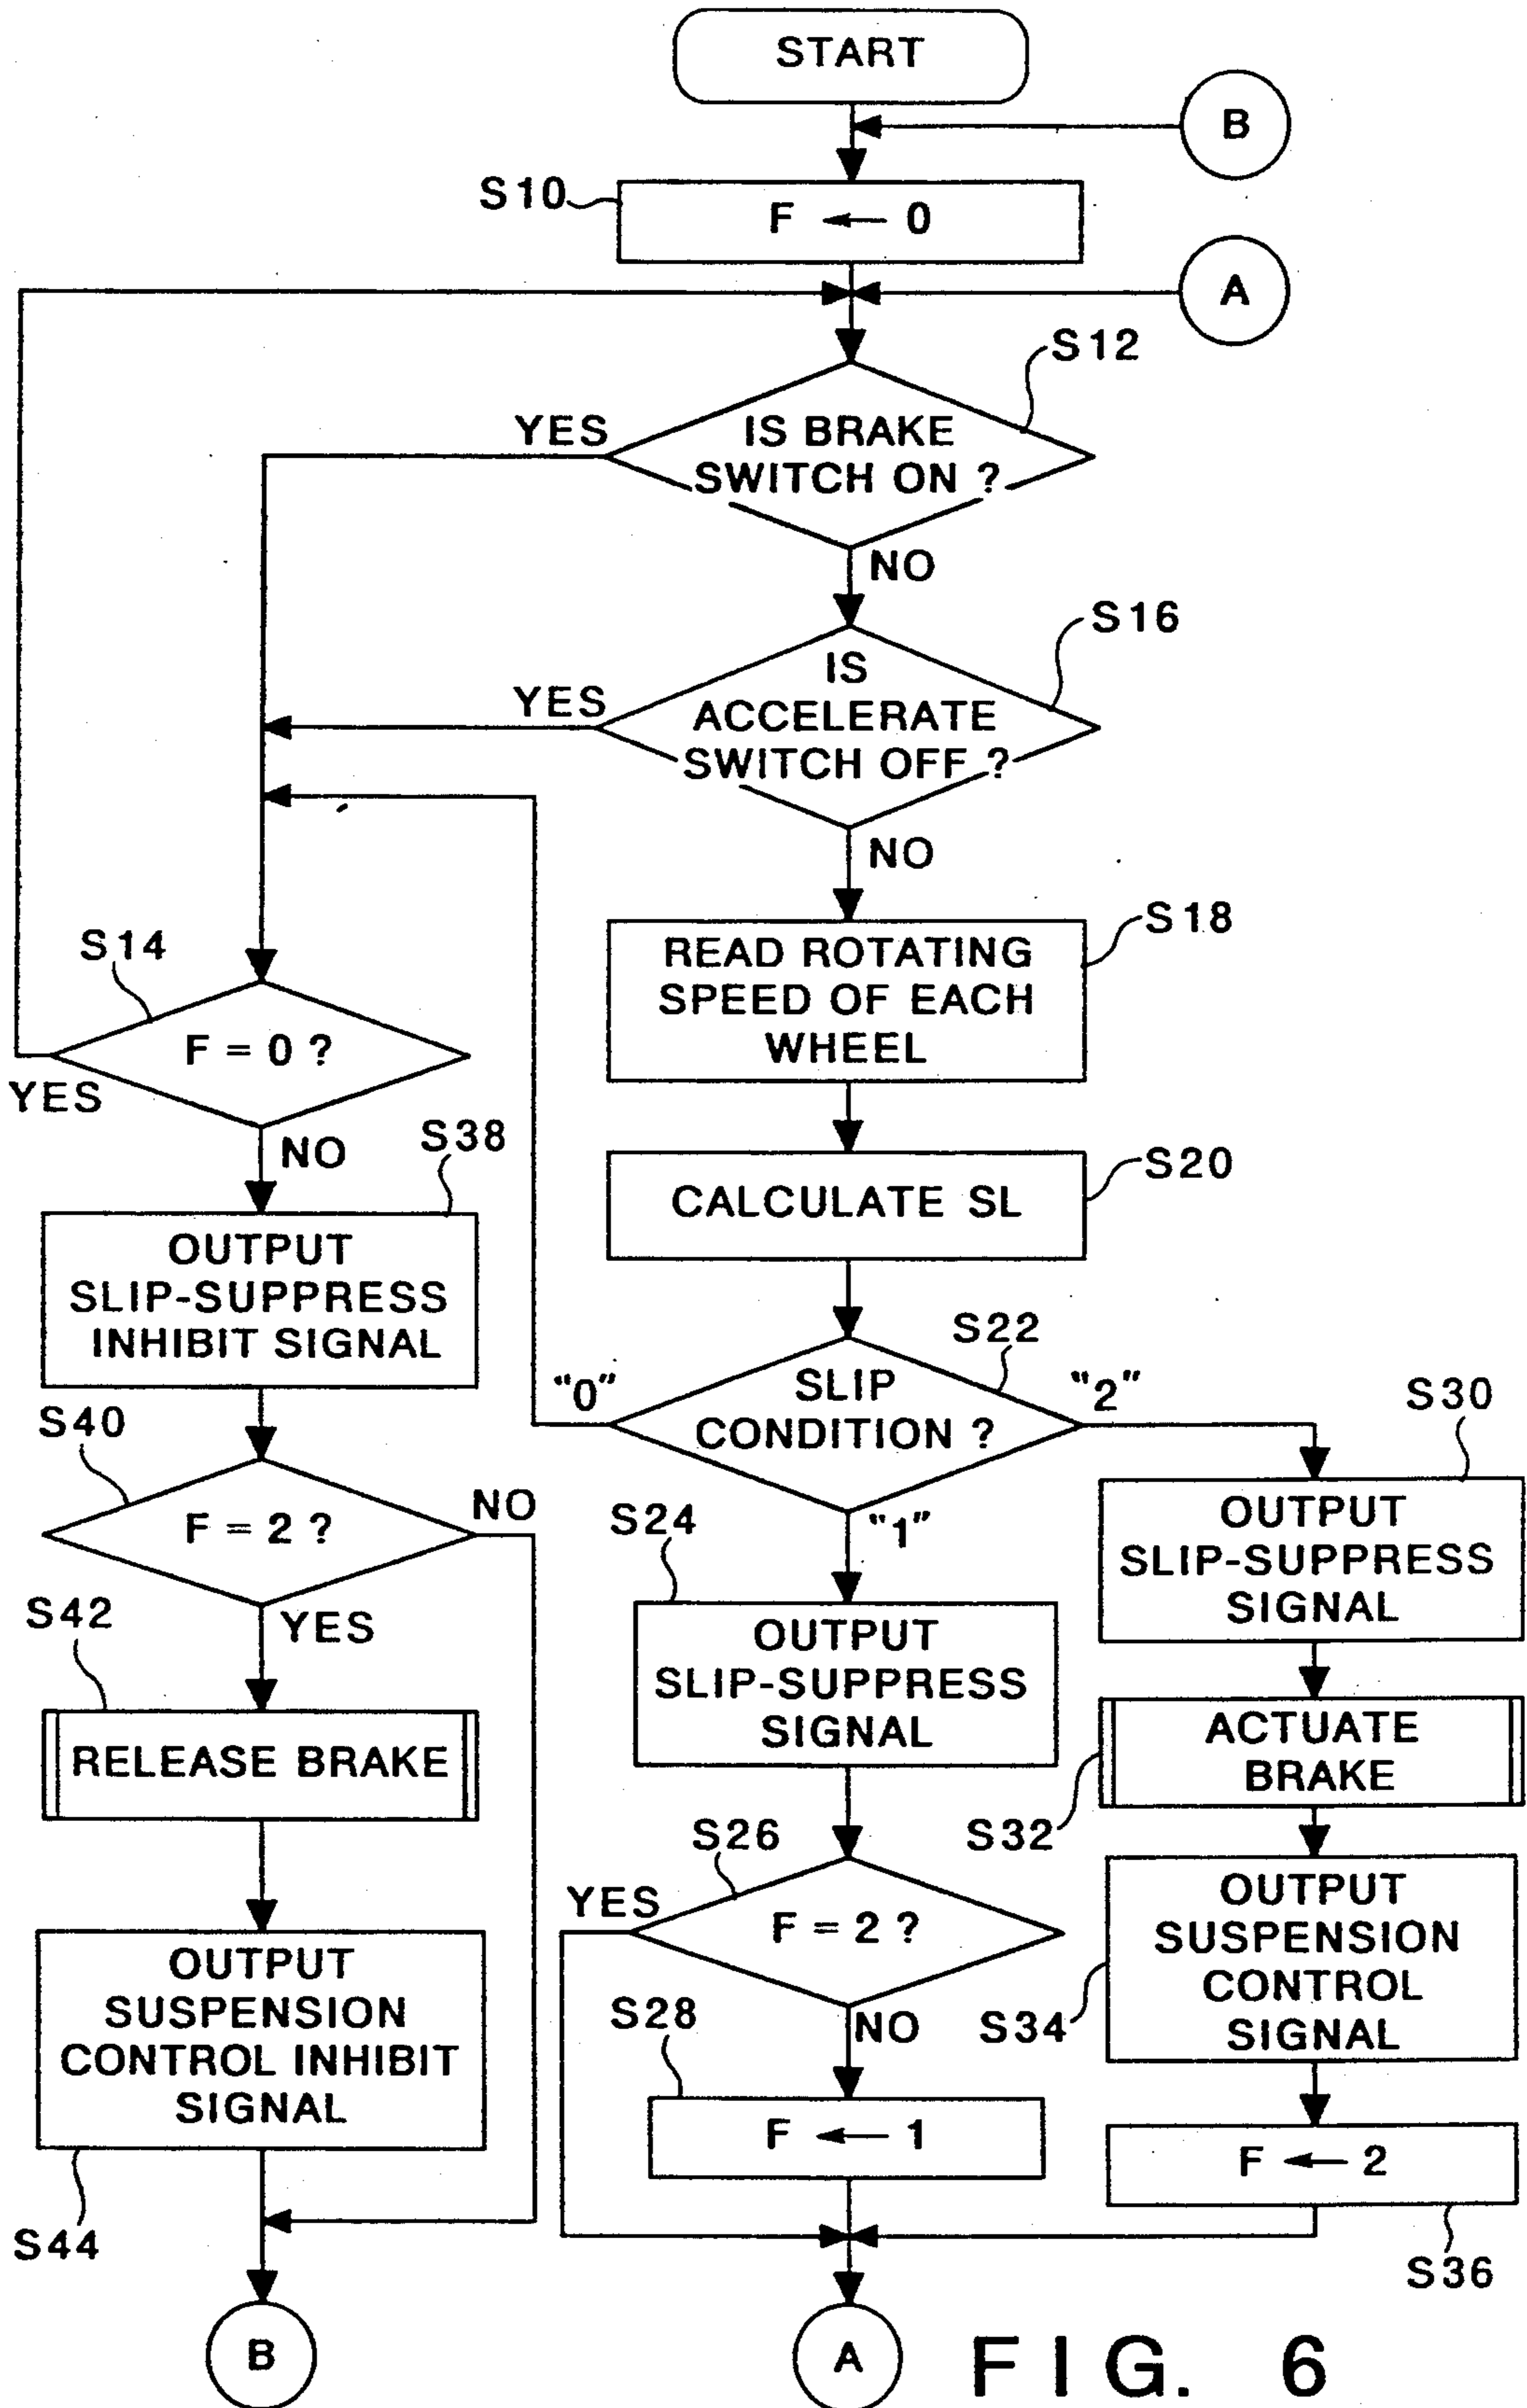 START
B
S10
F ← 0
A
S12
YES
IS BRAKE
SWITCH ON ?
NO
S16
YES
IS
ACCELERATE
SWITCH OFF ?
NO
S18
READ ROTATING
SPEED OF EACH
WHEEL
S14
F = 0 ?
YES
NO
S38
S20
CALCULATE SL
OUTPUT
SLIP-SUPPRESS
INHIBIT SIGNAL
S22
"0"
SLIP
CONDITION ?
"2"
"1"
S30
S40
F = 2 ?
NO
YES
S24
OUTPUT
SLIP-SUPPRESS
SIGNAL
OUTPUT
SLIP-SUPPRESS
SIGNAL
S42
RELEASE BRAKE
ACTUATE
BRAKE
S32
S26
YES
F = 2 ?
NO
OUTPUT
SUSPENSION
CONTROL
SIGNAL
S34
OUTPUT
SUSPENSION
CONTROL INHIBIT
SIGNAL
S44
S28
F ← 1
F ← 2
S36
B
A
FIG. 6